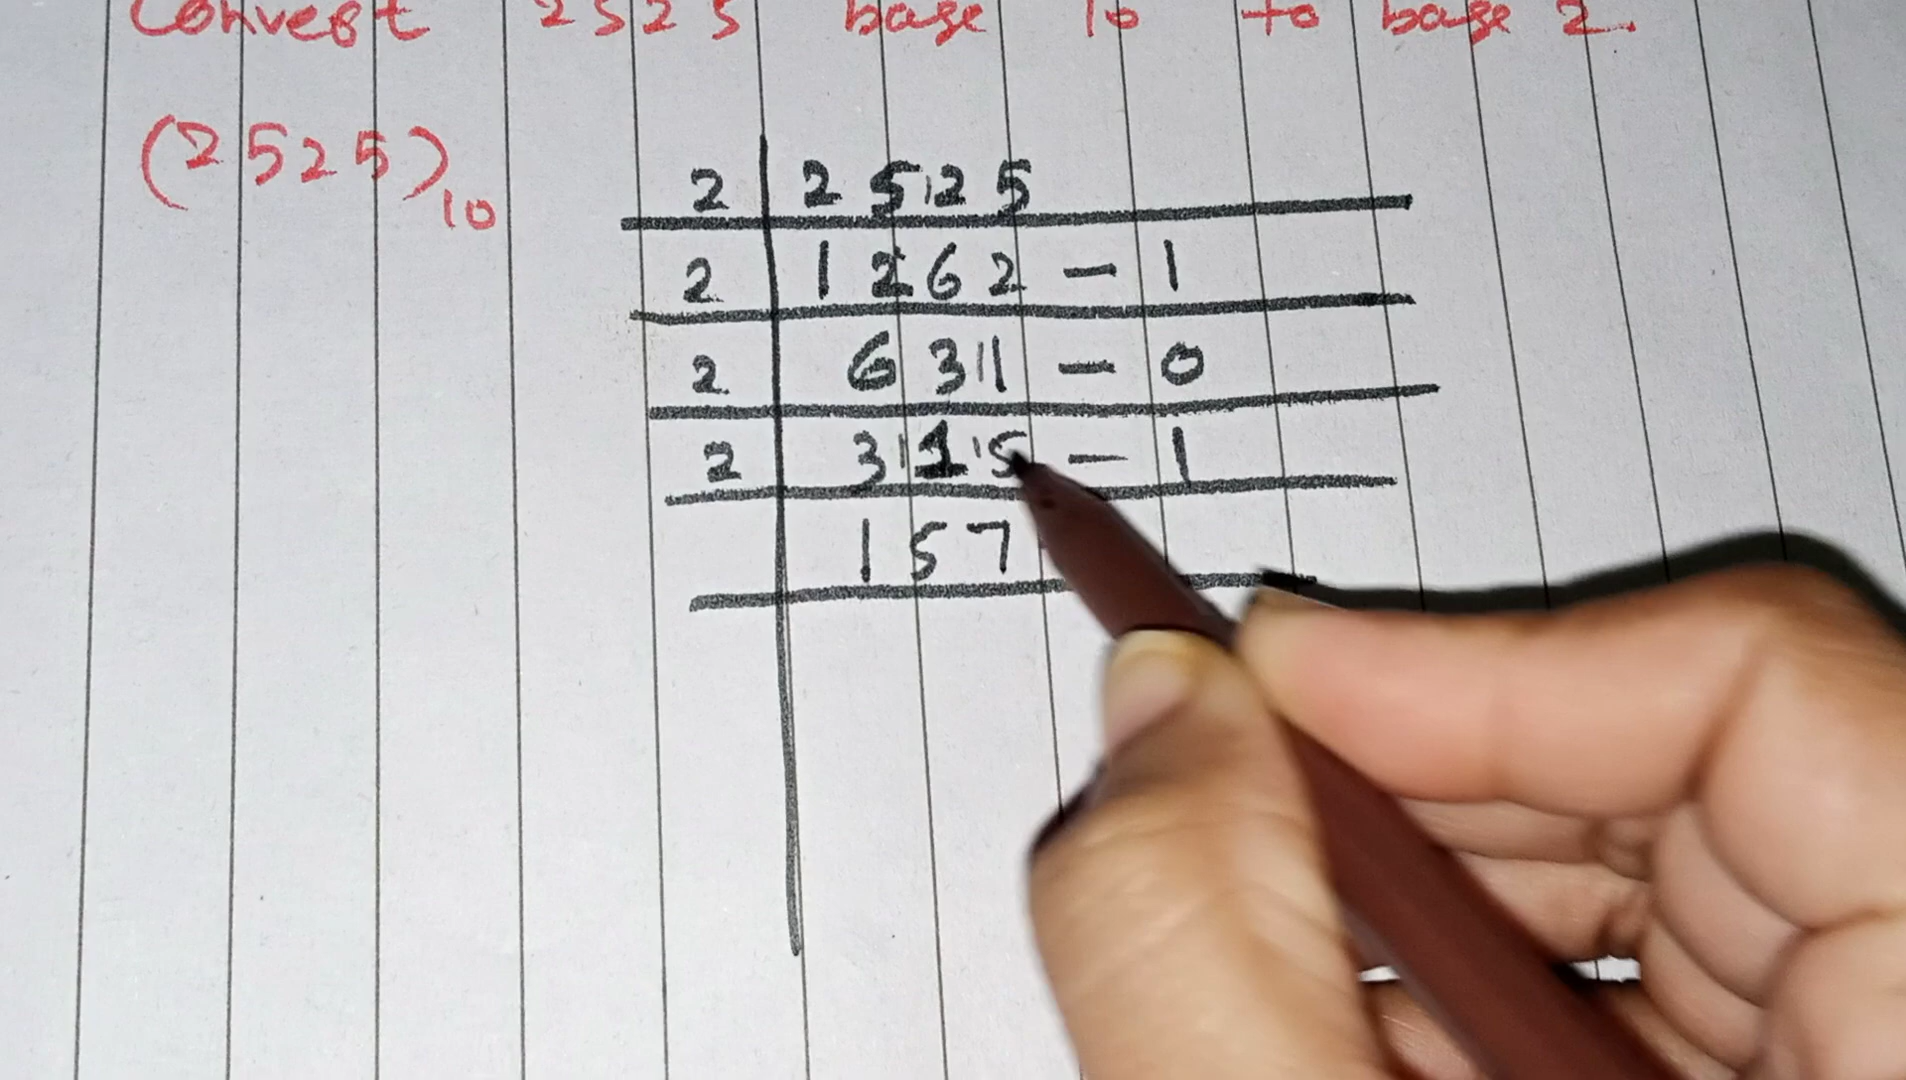 Convert 2525 base 10 to base 2.
(2525)10
2 2525
2 1262 - 1
2 631 - 0
2 315 - 1
157